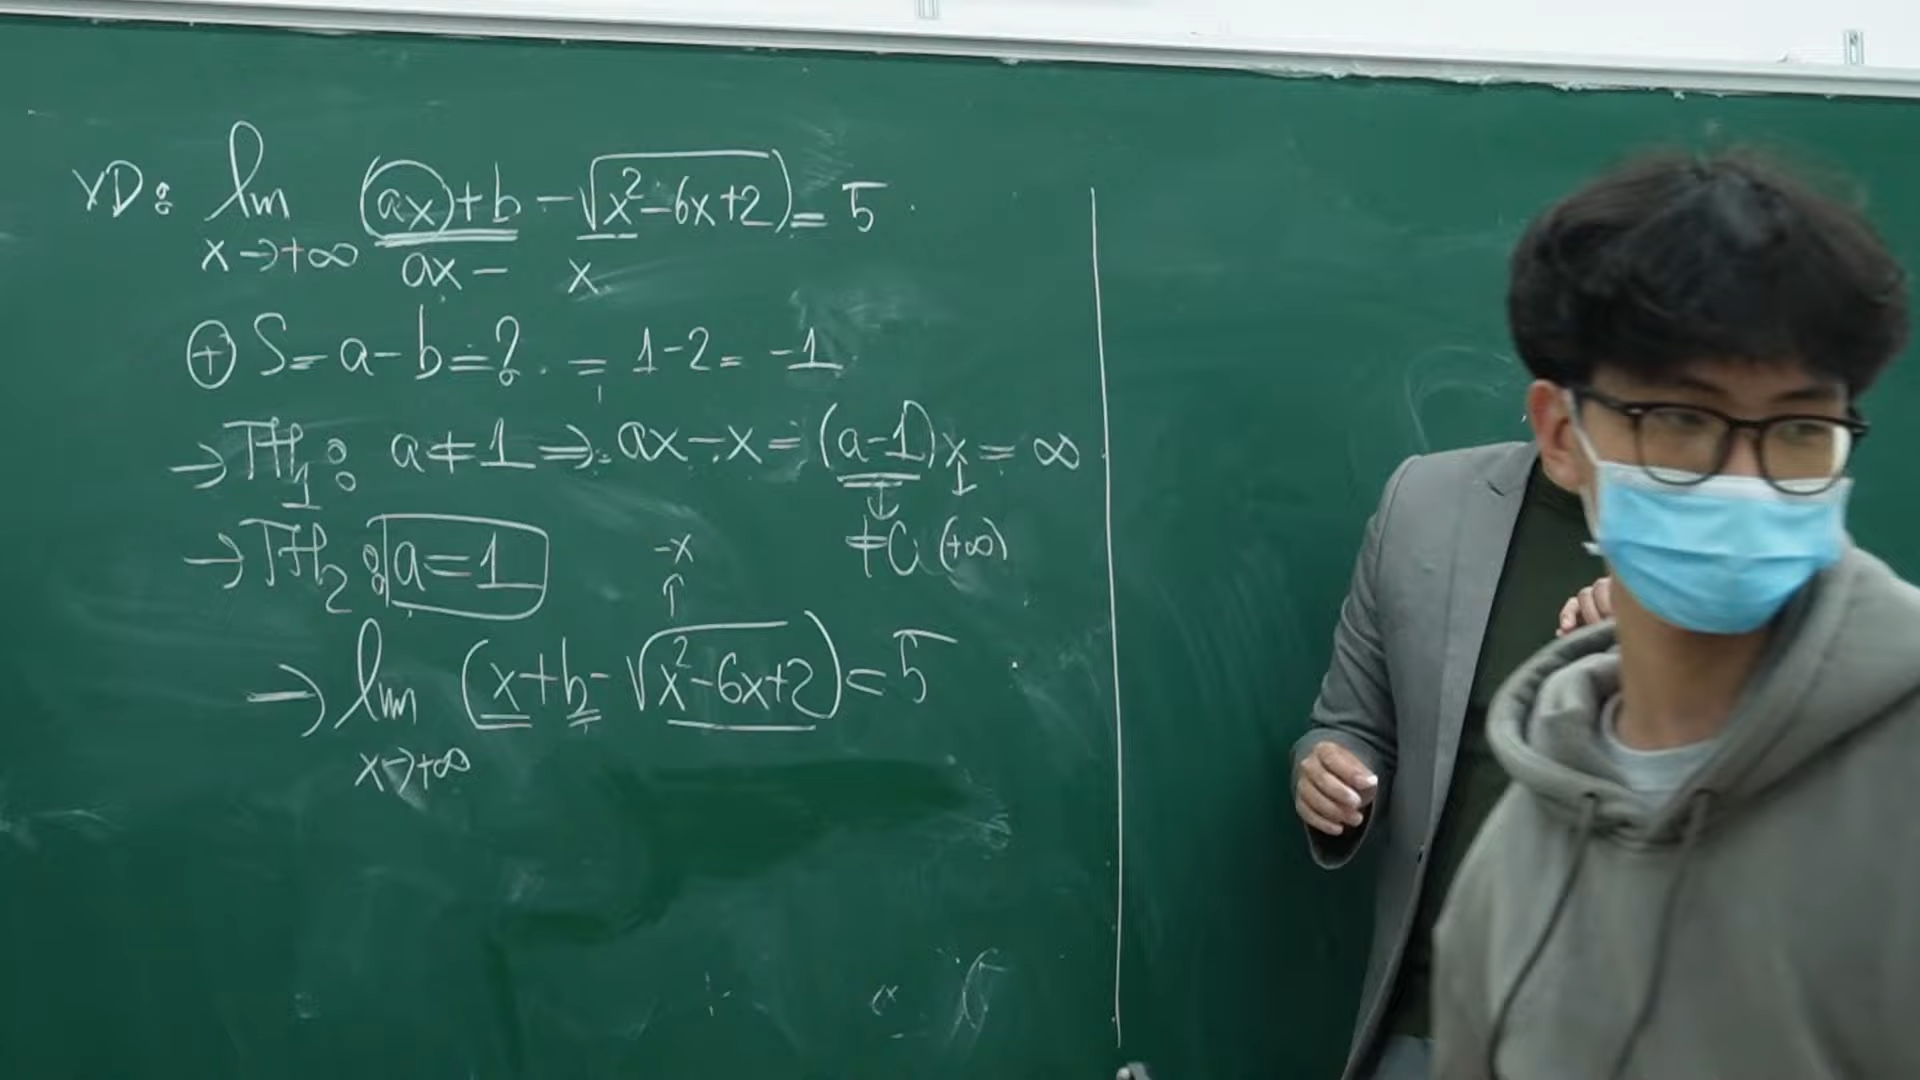 VD: lim (ax+b-√x²-6x+2)=5
x→+∞ ax- x
⊕ S=a-b=? = 1-2= -1
→TH₁: a≠1 ⇒ ax-x=(a-1)x=∞
↓ ↓
≠0 (+∞)
→TH₂: a=1
-x
↑
→ lim (x+b-√x²-6x+2)=5
x→+∞